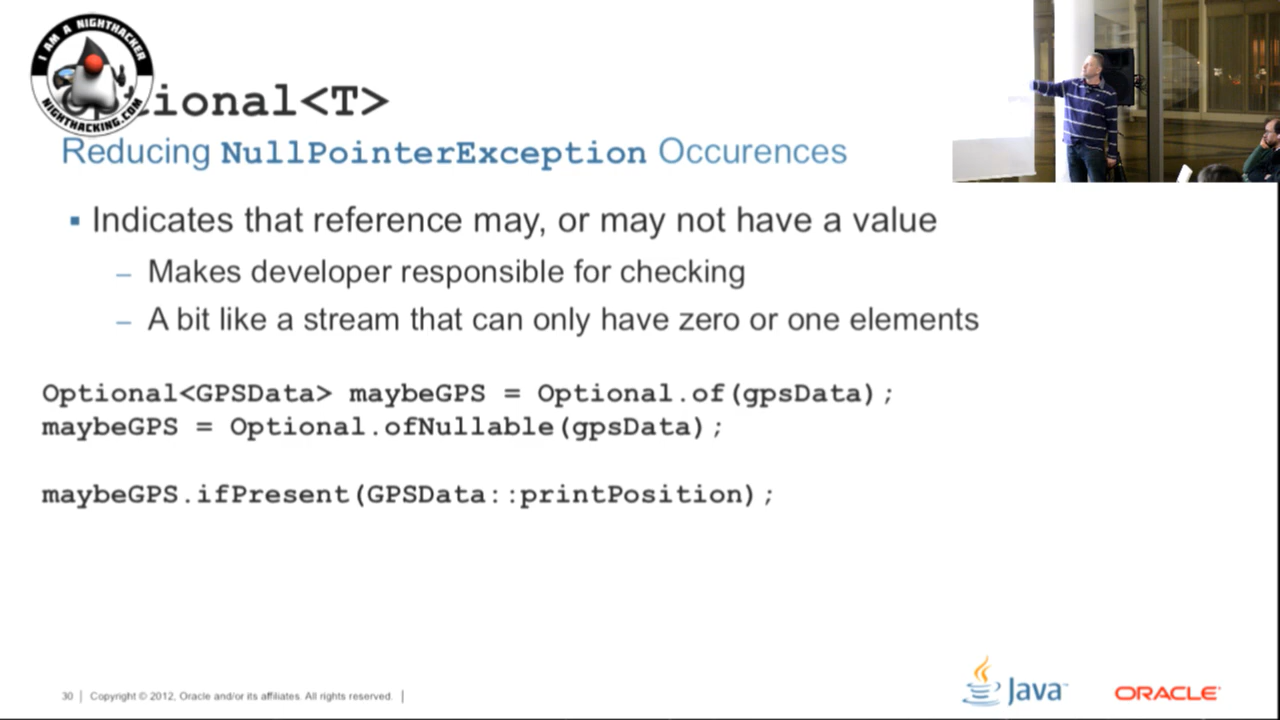 I AM A NIGHTHACKER
NIGHTHACKING.COM
ional<T>
Reducing NullPointerException Occurences
▪ Indicates that reference may, or may not have a value
– Makes developer responsible for checking
– A bit like a stream that can only have zero or one elements
Optional<GPSData> maybeGPS = Optional.of(gpsData);
maybeGPS = Optional.ofNullable(gpsData);
maybeGPS.ifPresent(GPSData::printPosition);
30 | Copyright © 2012, Oracle and/or its affiliates. All rights reserved. |
Java™
ORACLE®